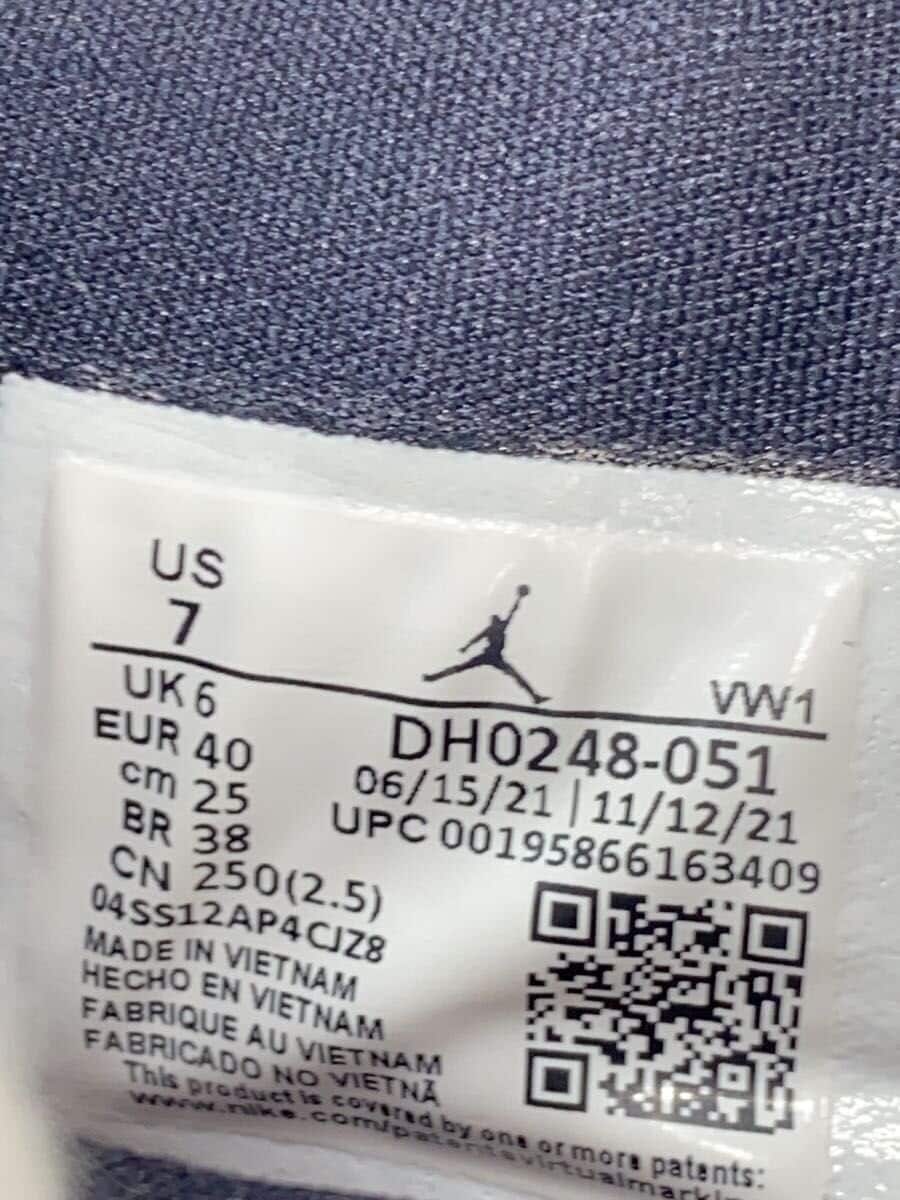 US
7
VW1
UK 6
EUR 40
cm 25
BR 38
CN 250(2.5)
DH0248-051
06/15/21 | 11/12/21
UPC 00195866163409
04SS12AP4CJZ8
MADE IN VIETNAM
HECHO EN VIETNAM
FABRIQUE AU VIETNAM
FABRICADO NO VIETNÃ
This product is covered by one or more patents: